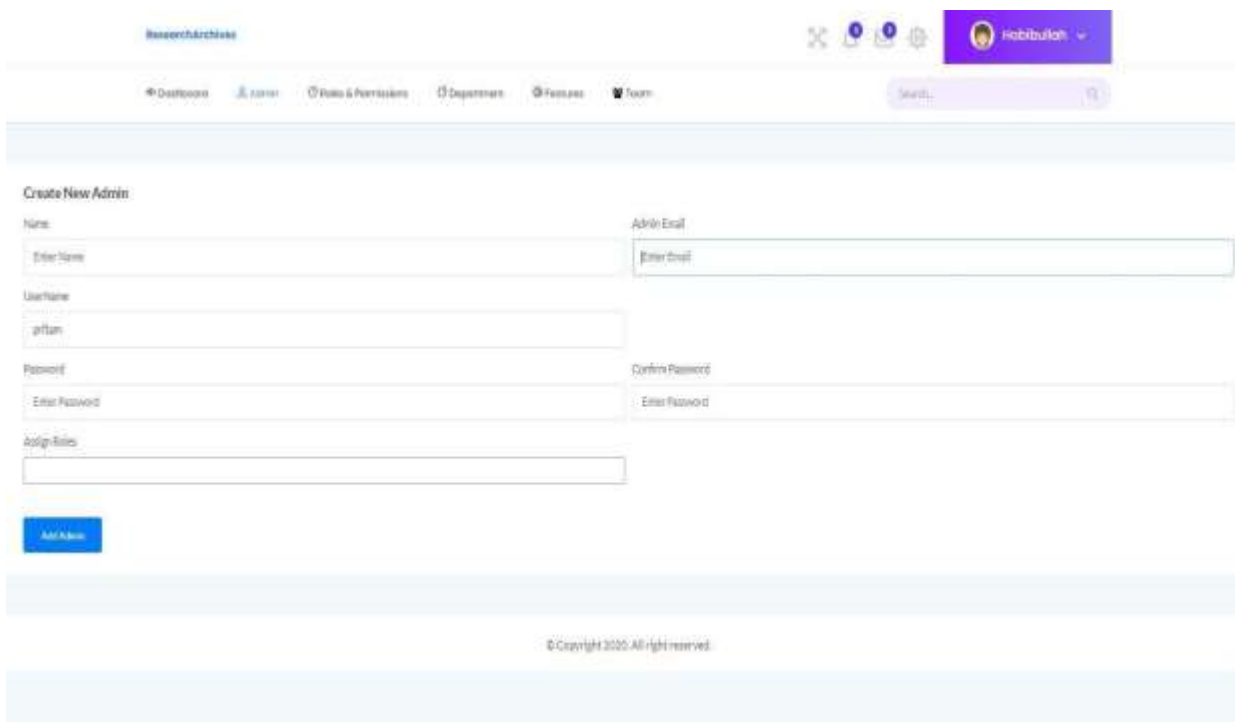 ResearchArchives
Habibullah
Dashboard Admin Roles & Permissions Department Features Team
Search..
Create New Admin
Name Admin Email
Enter Name Enter Email
UserName
Password Confirm Password
Enter Password Enter Password
Assign Roles
Add Admin
© Copyright 2020. All right reserved.